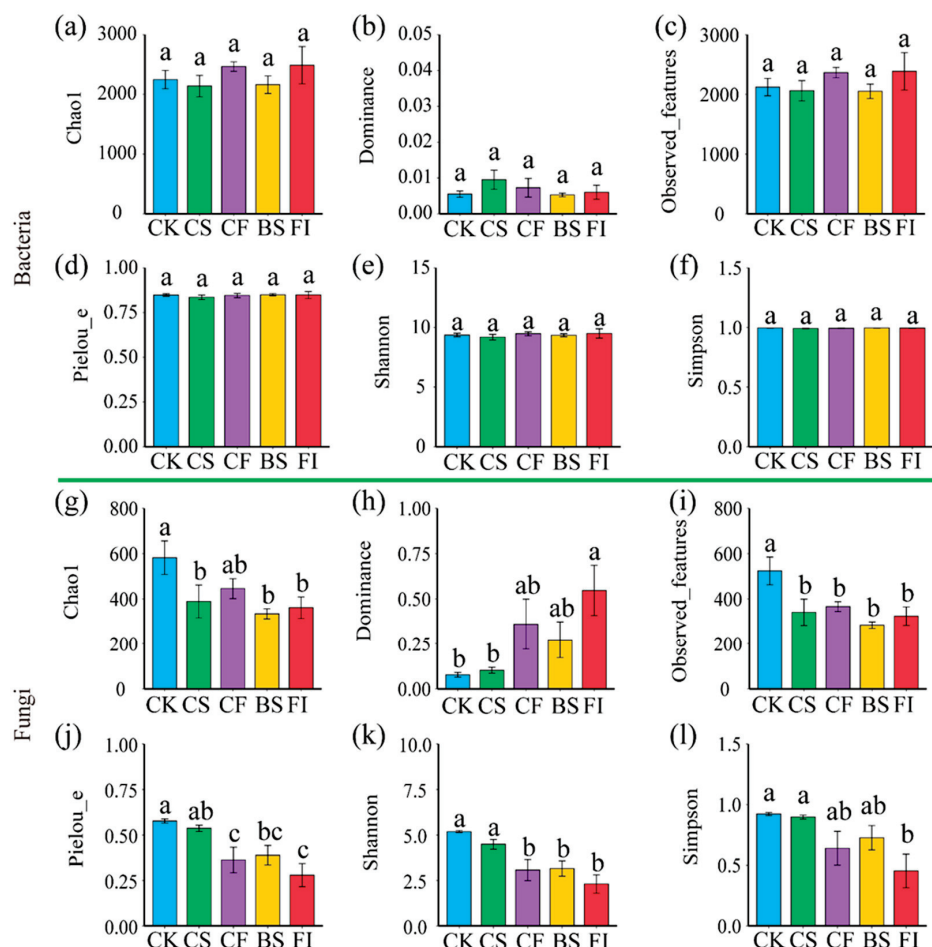 Bacteria
(a)
3000
2000
1000
0
Chao1
a a a a a
CK CS CF BS FI
(b)
0.05
0.04
0.03
0.02
0.01
0.00
Dominance
a a a a a
CK CS CF BS FI
(c)
3000
2000
1000
0
Observed_features
a a a a a
CK CS CF BS FI
(d)
1.00
0.75
0.50
0.25
0.00
Pielou_e
a a a a a
CK CS CF BS FI
(e)
15
10
5
0
Shannon
a a a a a
CK CS CF BS FI
(f)
1.5
1.0
0.5
0.0
Simpson
a a a a a
CK CS CF BS FI
Fungi
(g)
800
600
400
200
0
Chao1
a b ab b b
CK CS CF BS FI
(h)
1.00
0.75
0.50
0.25
0.00
Dominance
b b ab ab a
CK CS CF BS FI
(i)
800
600
400
200
0
Observed_features
a b b b b
CK CS CF BS FI
(j)
1.00
0.75
0.50
0.25
0.00
Pielou_e
a ab c bc c
CK CS CF BS FI
(k)
10.0
7.5
5.0
2.5
0.0
Shannon
a a b b b
CK CS CF BS FI
(l)
1.5
1.0
0.5
0.0
Simpson
a a ab ab b
CK CS CF BS FI